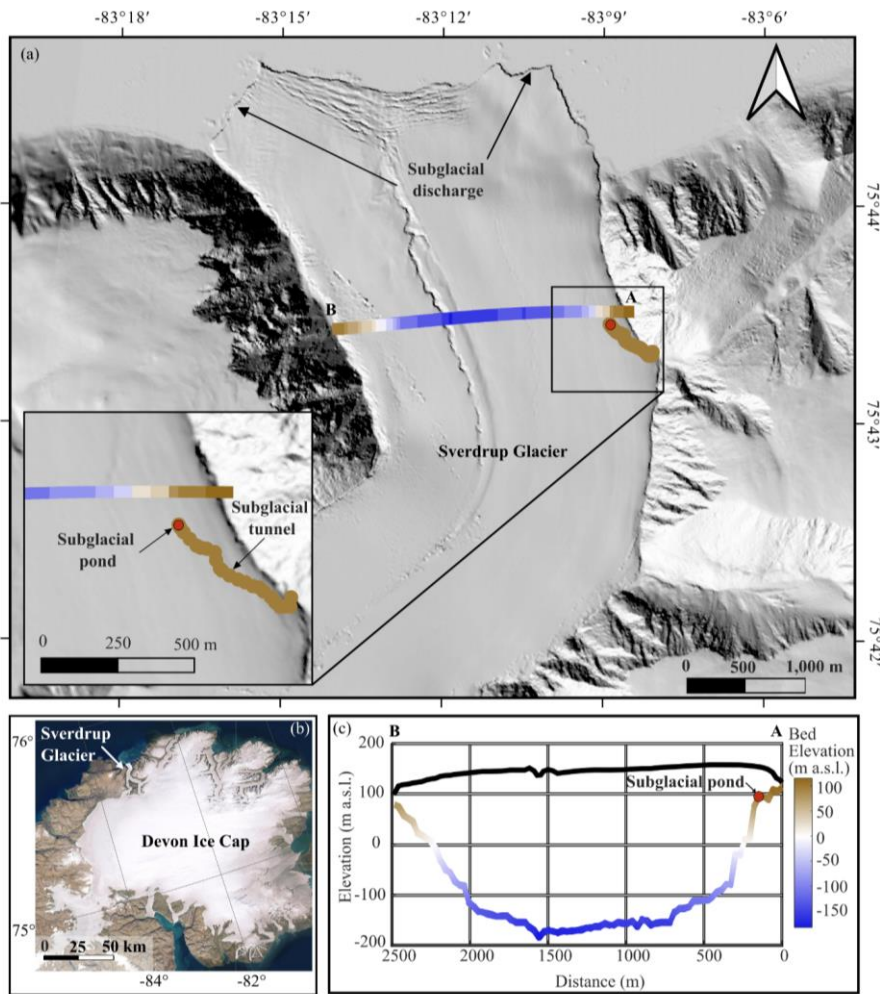 -83°18' -83°15' -83°12' -83°9' -83°6'
(a)
Subglacial
discharge
75°44'
B
A
75°43'
Sverdrup Glacier
Subglacial
tunnel
Subglacial
pond
0 250 500 m
75°42'
0 500 1,000 m
(b)
76°
Sverdrup
Glacier
Devon Ice Cap
75°
0 25 50 km
-84° -82°
(c)
B A
Bed
Elevation
(m a.s.l.)
Elevation (m a.s.l.)
200
100
0
-100
-200
Subglacial pond
100
50
0
-50
-100
-150
2500 2000 1500 1000 500 0
Distance (m)